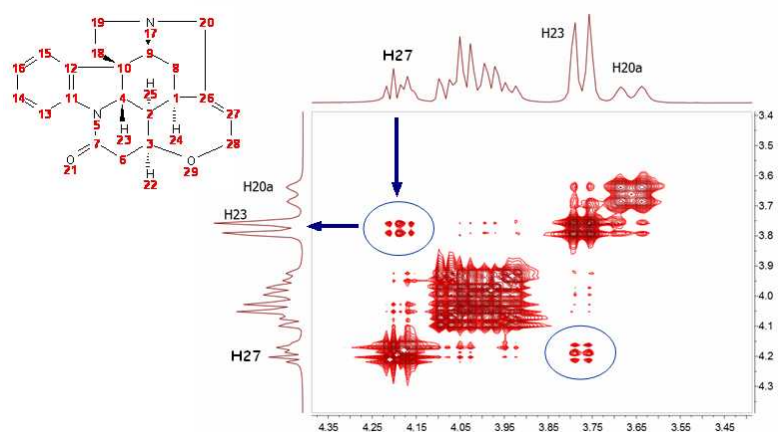 19 N 20
17
18 9 8
15
16 12 10 H 26
4 25 1 27
14 11 2
13 N H H 28
5 23 3 24
7 O
O 6 H 29
21 22
H27
H23
H20a
H20a
H23
H27
3.4
3.5
3.6
3.7
3.8
3.9
4.0
4.1
4.2
4.3
4.35 4.25 4.15 4.05 3.95 3.85 3.75 3.65 3.55 3.45